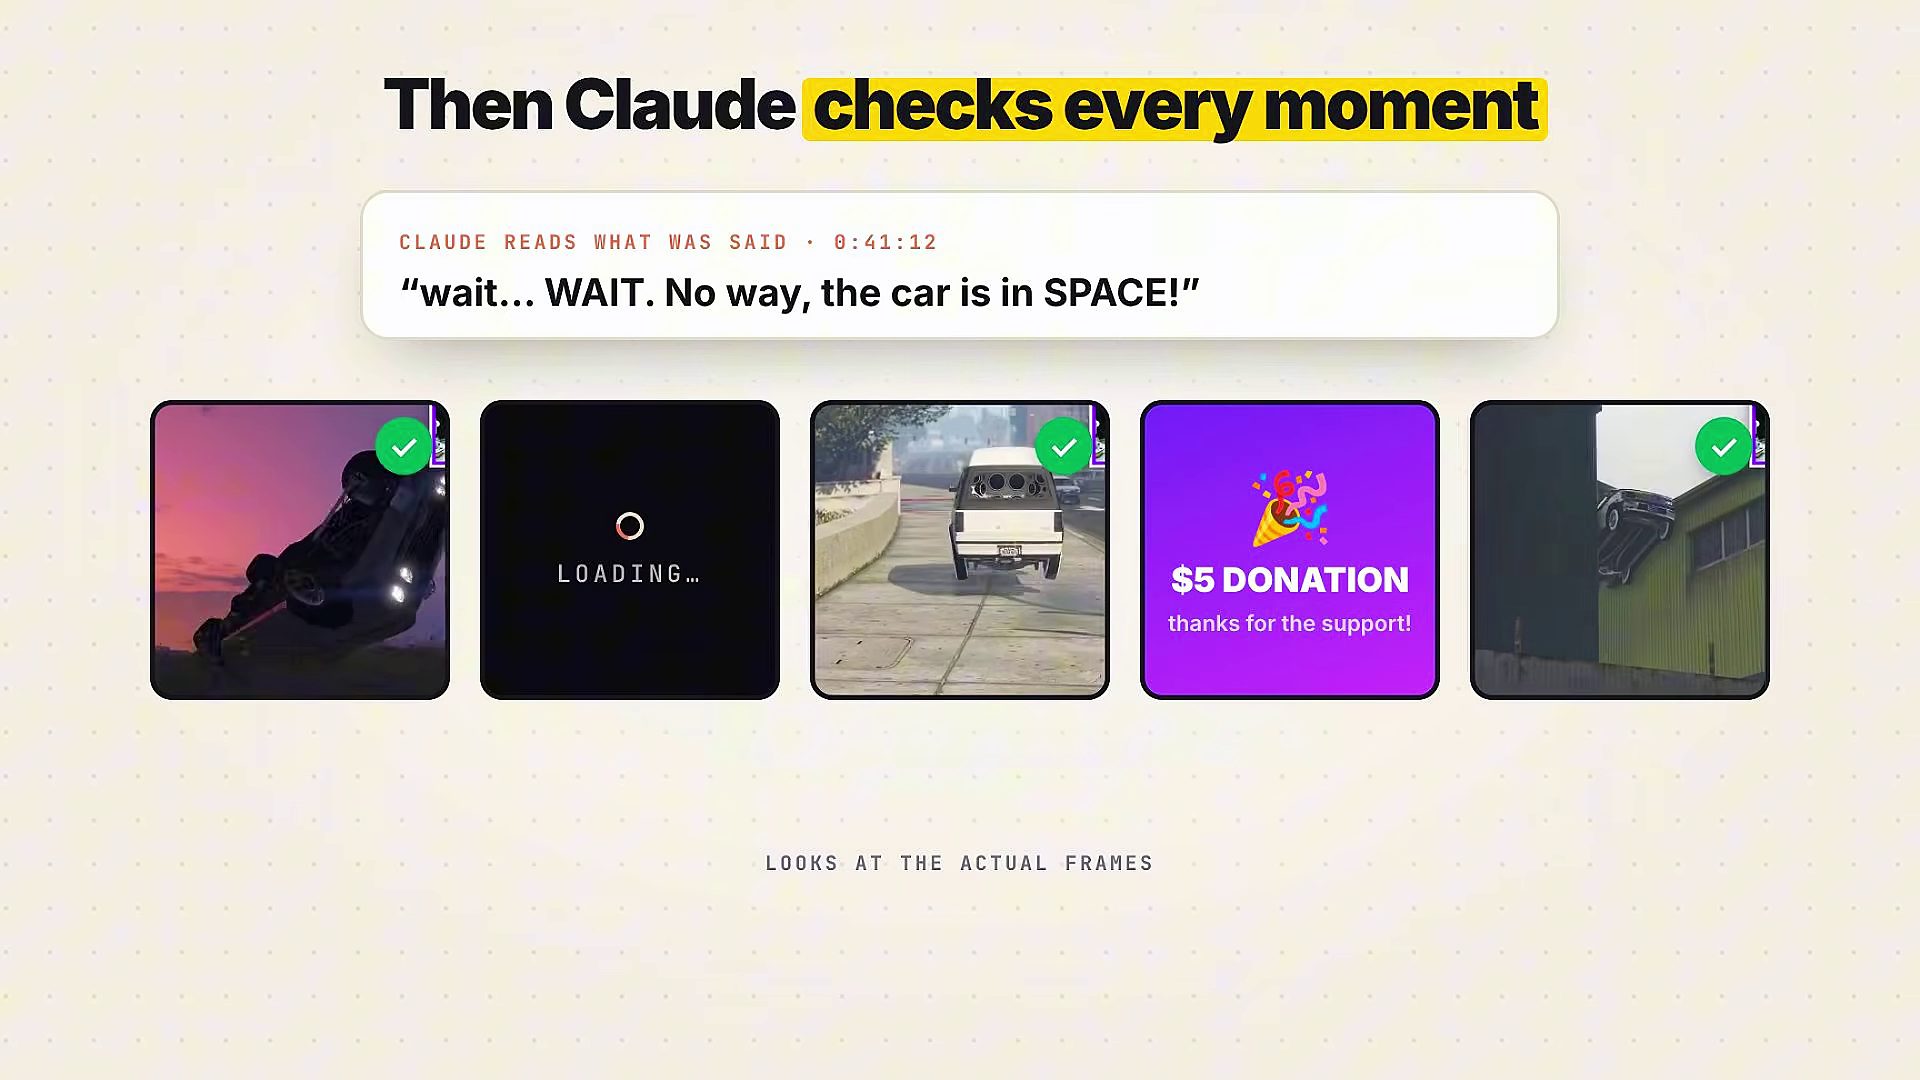 Then Claude checks every moment
CLAUDE READS WHAT WAS SAID · 0:41:12
“wait... WAIT. No way, the car is in SPACE!”
LOADING…
$5 DONATION
thanks for the support!
LOOKS AT THE ACTUAL FRAMES